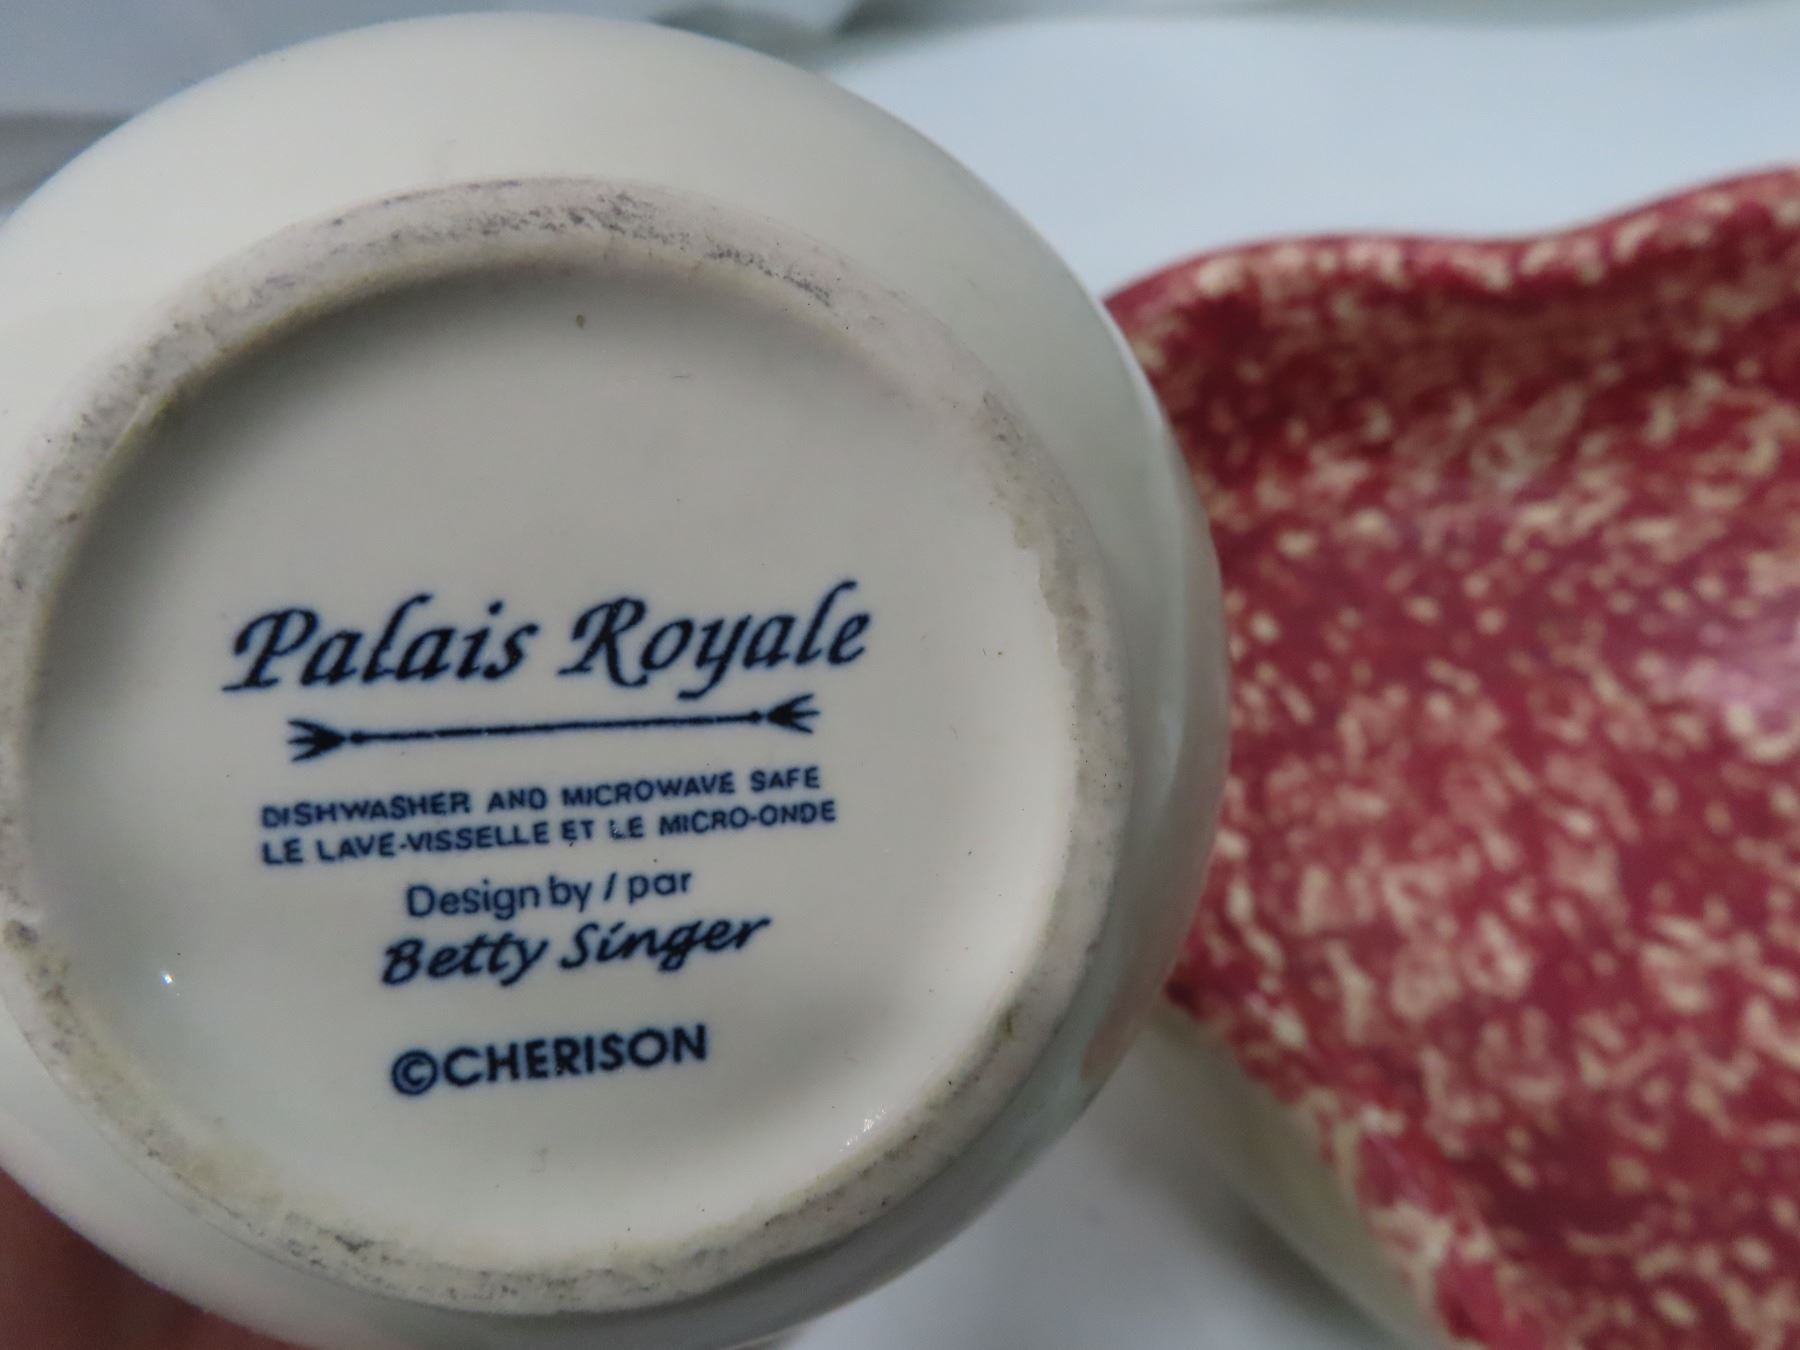 Palais Royale
DISHWASHER AND MICROWAVE SAFE
LE LAVE-VISSELLE ET LE MICRO-ONDE
Design by / par
Betty Singer
©CHERISON